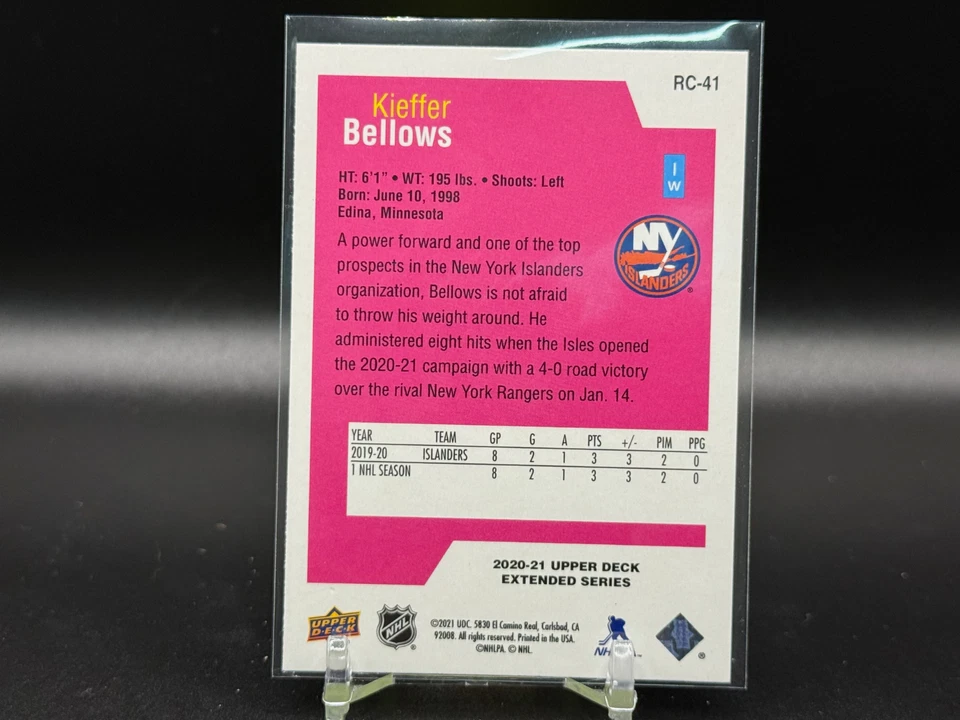 RC-41
Kieffer
Bellows
HT: 6'1" • WT: 195 lbs. • Shoots: Left
Born: June 10, 1998
Edina, Minnesota
I
W
NY
ISLANDERS
A power forward and one of the top
prospects in the New York Islanders
organization, Bellows is not afraid
to throw his weight around. He
administered eight hits when the Isles opened
the 2020-21 campaign with a 4-0 road victory
over the rival New York Rangers on Jan. 14.
YEAR TEAM GP G A PTS +/- PIM PPG
2019-20 ISLANDERS 8 2 1 3 3 2 0
1 NHL SEASON 8 2 1 3 3 2 0
2020-21 UPPER DECK
EXTENDED SERIES
UPPER
DECK
NHL
©2021 UDC. 5830 El Camino Real, Carlsbad, CA
92008. All rights reserved. Printed in the USA.
©NHLPA. © NHL.